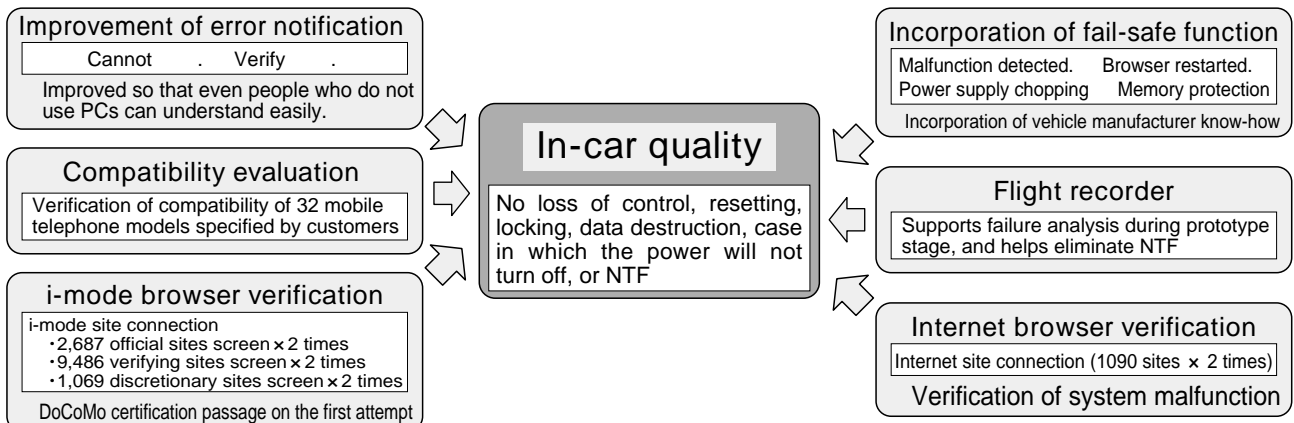 Improvement of error notification
Cannot . Verify .
Improved so that even people who do not
use PCs can understand easily.
Compatibility evaluation
Verification of compatibility of 32 mobile
telephone models specified by customers
i-mode browser verification
i-mode site connection
・2,687 official sites screen × 2 times
・9,486 verifying sites screen × 2 times
・1,069 discretionary sites screen × 2 times
DoCoMo certification passage on the first attempt
In-car quality
No loss of control, resetting,
locking, data destruction, case
in which the power will not
turn off, or NTF
Incorporation of fail-safe function
Malfunction detected. Browser restarted.
Power supply chopping Memory protection
Incorporation of vehicle manufacturer know-how
Flight recorder
Supports failure analysis during prototype
stage, and helps eliminate NTF
Internet browser verification
Internet site connection (1090 sites × 2 times)
Verification of system malfunction